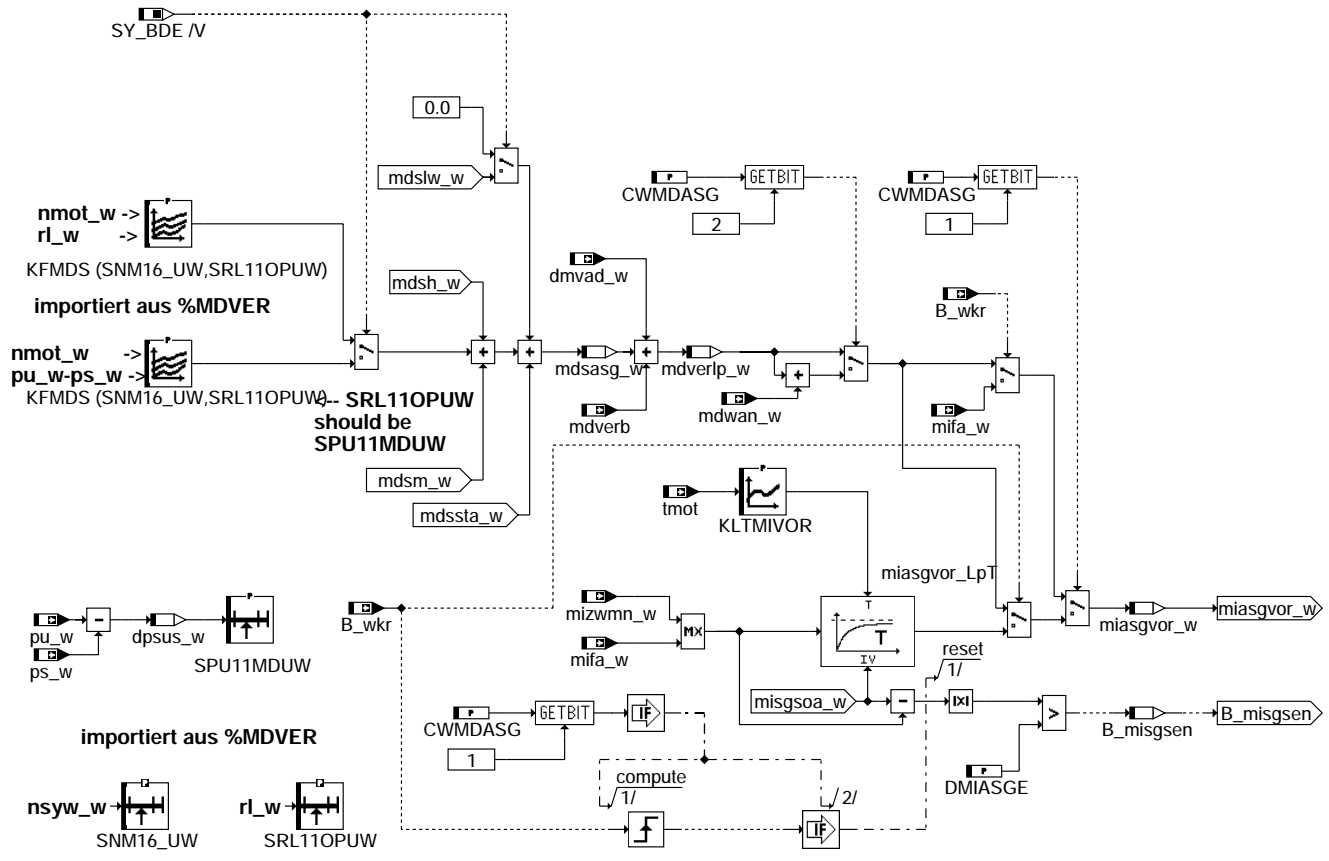 SY_BDE /V
0.0
mdslw_w
P
CWMDASG
GETBIT
2
P
CWMDASG
GETBIT
1
nmot_w ->
rl_w ->
P
KFMDS (SNM16_UW,SRL11OPUW)
importiert aus %MDVER
mdsh_w
dmvad_w
B_wkr
nmot_w ->
pu_w-ps_w ->
P
KFMDS (SNM16_UW,SRL11OPUW)
<-- SRL11OPUW
should be
SPU11MDUW
mdsasg_w
mdverlp_w
mdverb
mdwan_w
mifa_w
mdsm_w
mdssta_w
tmot
P
KLTMIVOR
miasgvor_LpT
pu_w
ps_w
dpsus_w
P
SPU11MDUW
B_wkr
mizwmn_w
mifa_w
MX
T
T
IV
miasgvor_w
miasgvor_w
reset
1/
misgsoa_w
|X|
>
B_misgsen
B_misgsen
P
CWMDASG
GETBIT
IF
1
P
DMIASGE
importiert aus %MDVER
compute
1/
2/
IF
nsyw_w
P
SNM16_UW
rl_w
P
SRL11OPUW